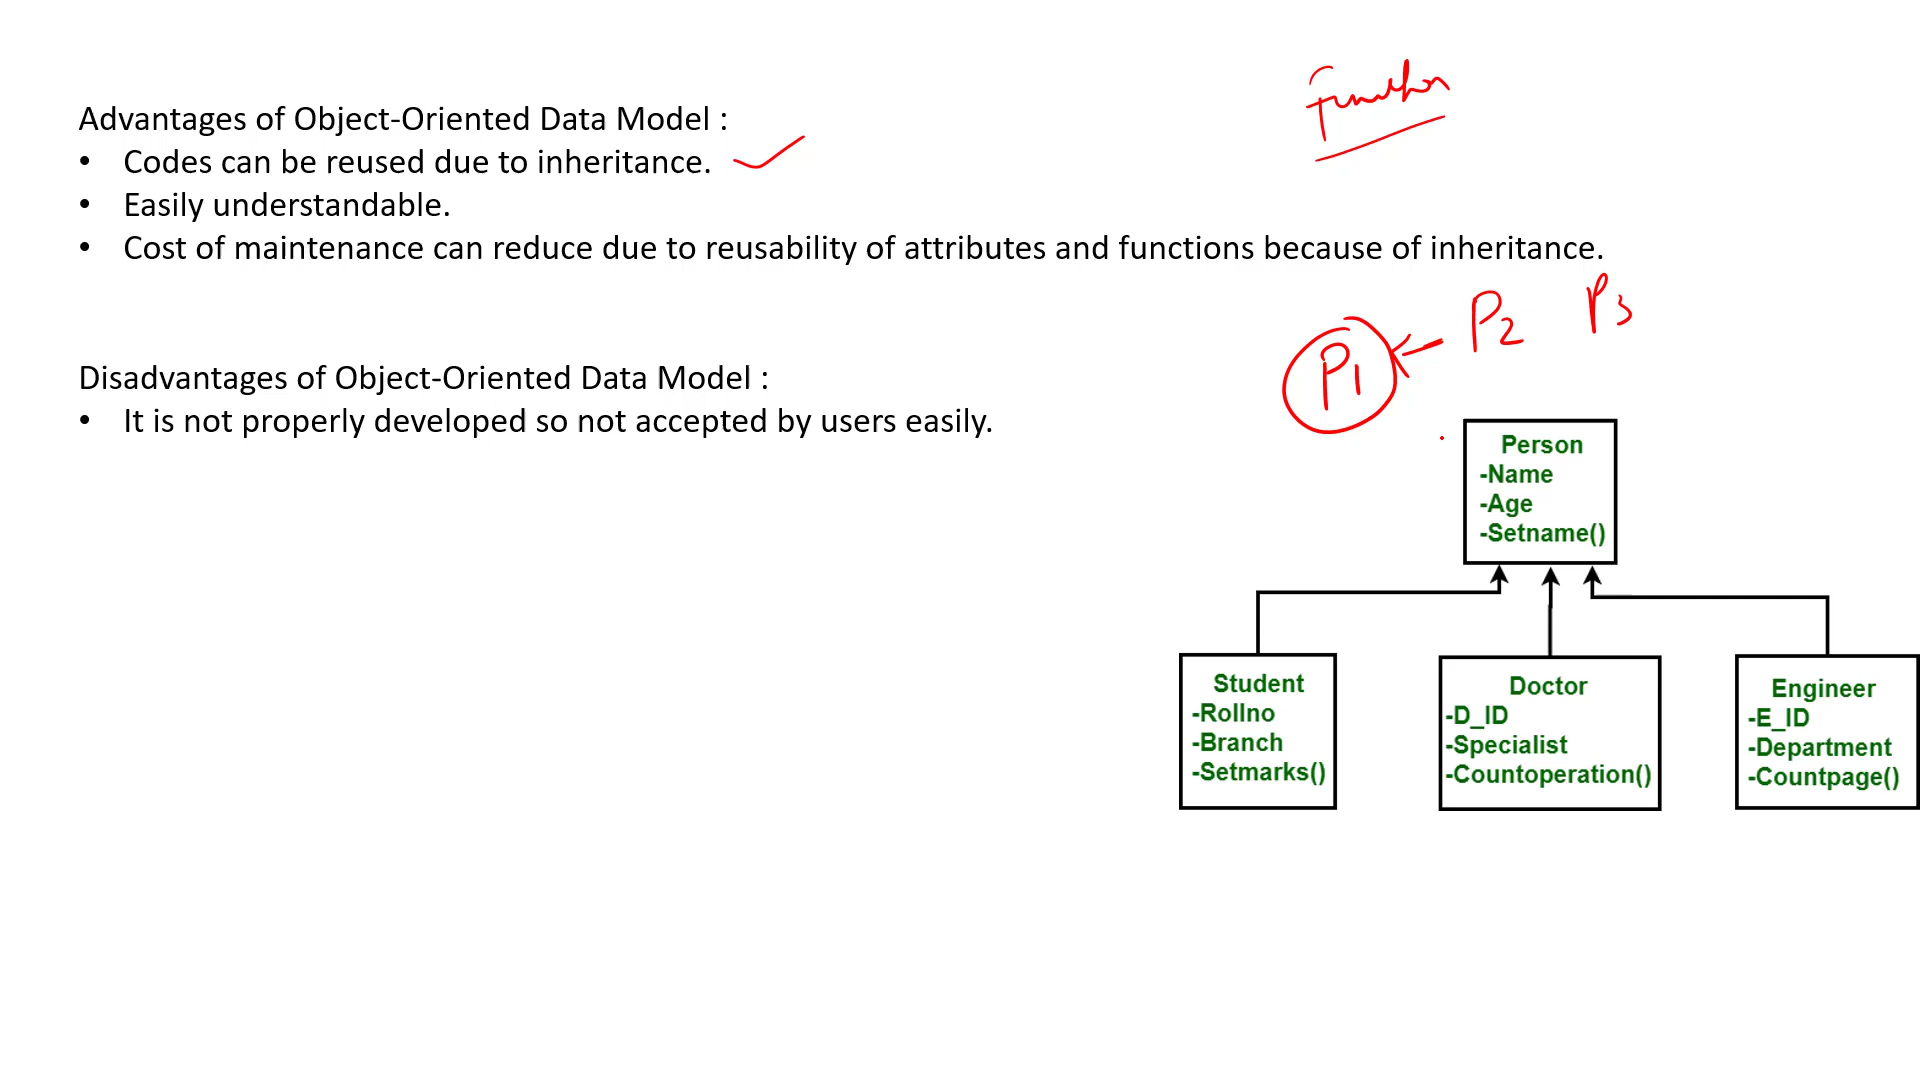 Function
Advantages of Object-Oriented Data Model :
• Codes can be reused due to inheritance.
• Easily understandable.
• Cost of maintenance can reduce due to reusability of attributes and functions because of inheritance.
P1
P2
P3
Disadvantages of Object-Oriented Data Model :
• It is not properly developed so not accepted by users easily.
Person
-Name
-Age
-Setname()
Student
-Rollno
-Branch
-Setmarks()
Doctor
-D_ID
-Specialist
-Countoperation()
Engineer
-E_ID
-Department
-Countpage()